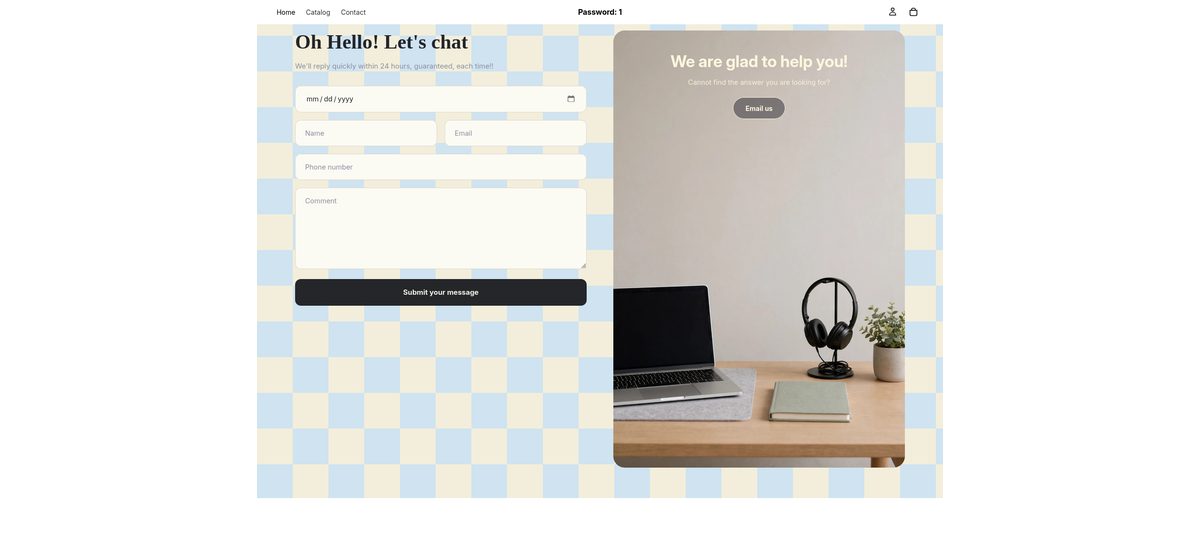 Home Catalog Contact
Password: 1
Oh Hello! Let's chat
We'll reply quickly within 24 hours, guaranteed, each time!!
mm / dd / yyyy
Name
Email
Phone number
Comment
Submit your message
We are glad to help you!
Cannot find the answer you are looking for?
Email us